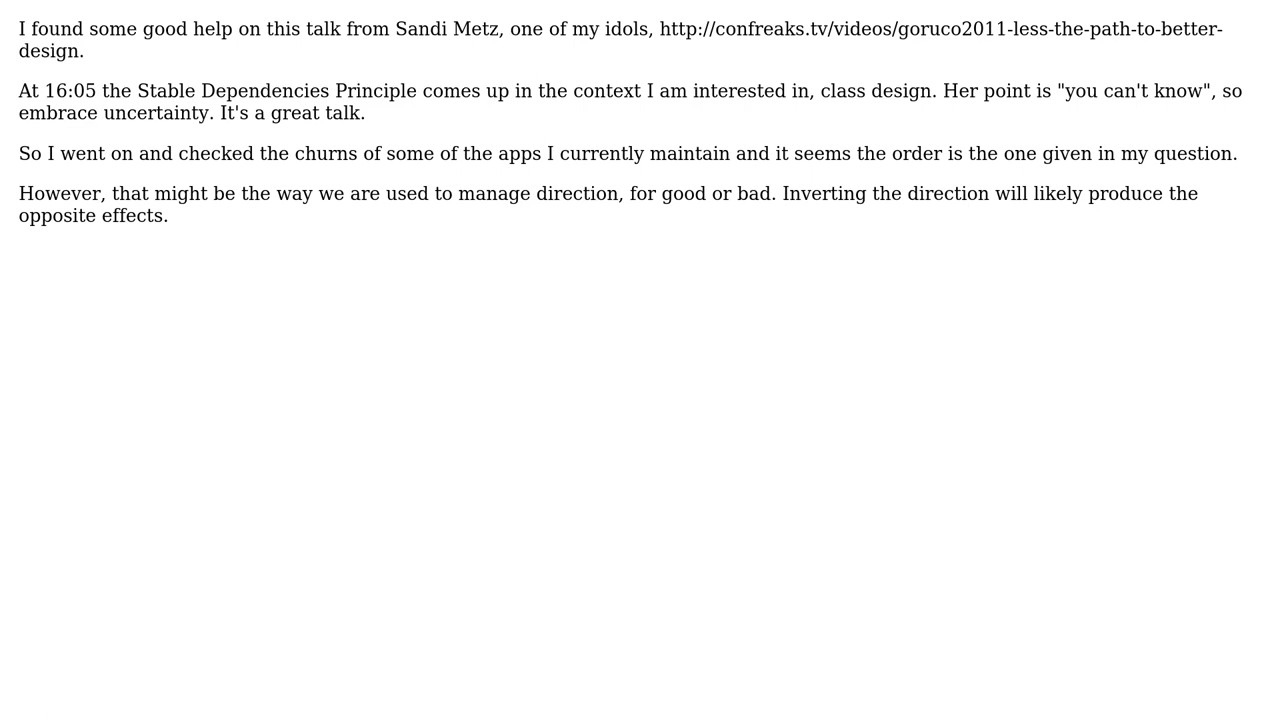 I found some good help on this talk from Sandi Metz, one of my idols, http://confreaks.tv/videos/goruco2011-less-the-path-to-better-
design.
At 16:05 the Stable Dependencies Principle comes up in the context I am interested in, class design. Her point is "you can't know", so
embrace uncertainty. It's a great talk.
So I went on and checked the churns of some of the apps I currently maintain and it seems the order is the one given in my question.
However, that might be the way we are used to manage direction, for good or bad. Inverting the direction will likely produce the
opposite effects.